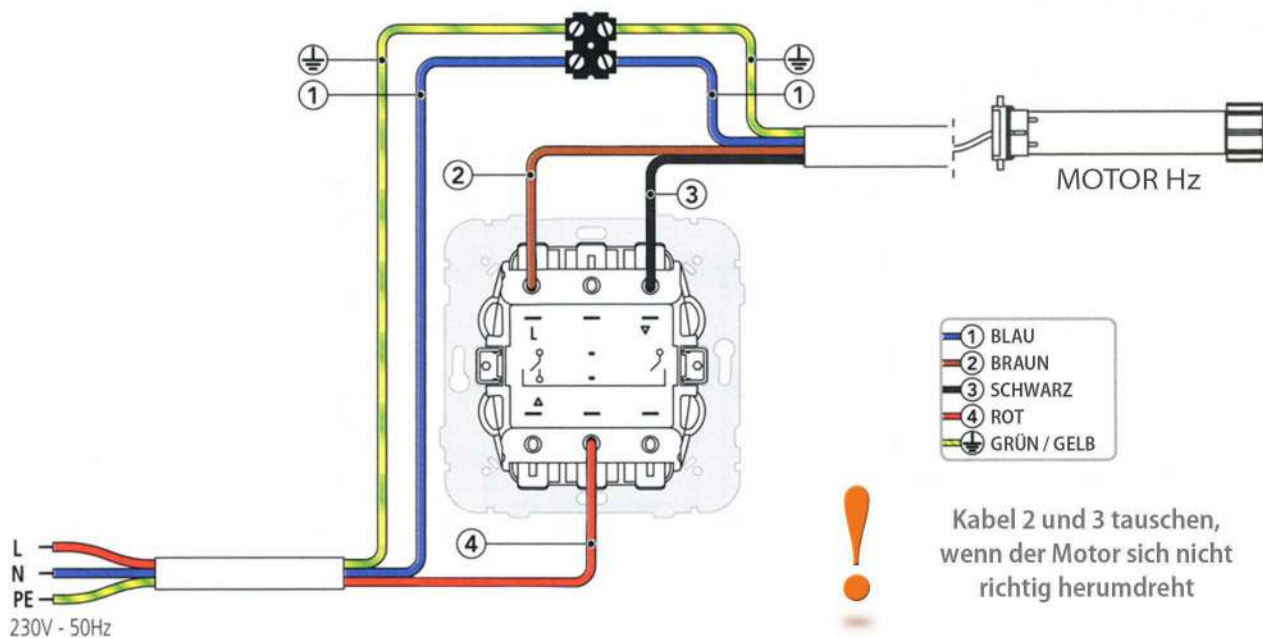 1
1
MOTOR Hz
2
3
L
-
-
1 BLAU
2 BRAUN
3 SCHWARZ
4 ROT
GRÜN / GELB
4
L
N
PE
230V - 50Hz
!
Kabel 2 und 3 tauschen,
wenn der Motor sich nicht
richtig herumdreht